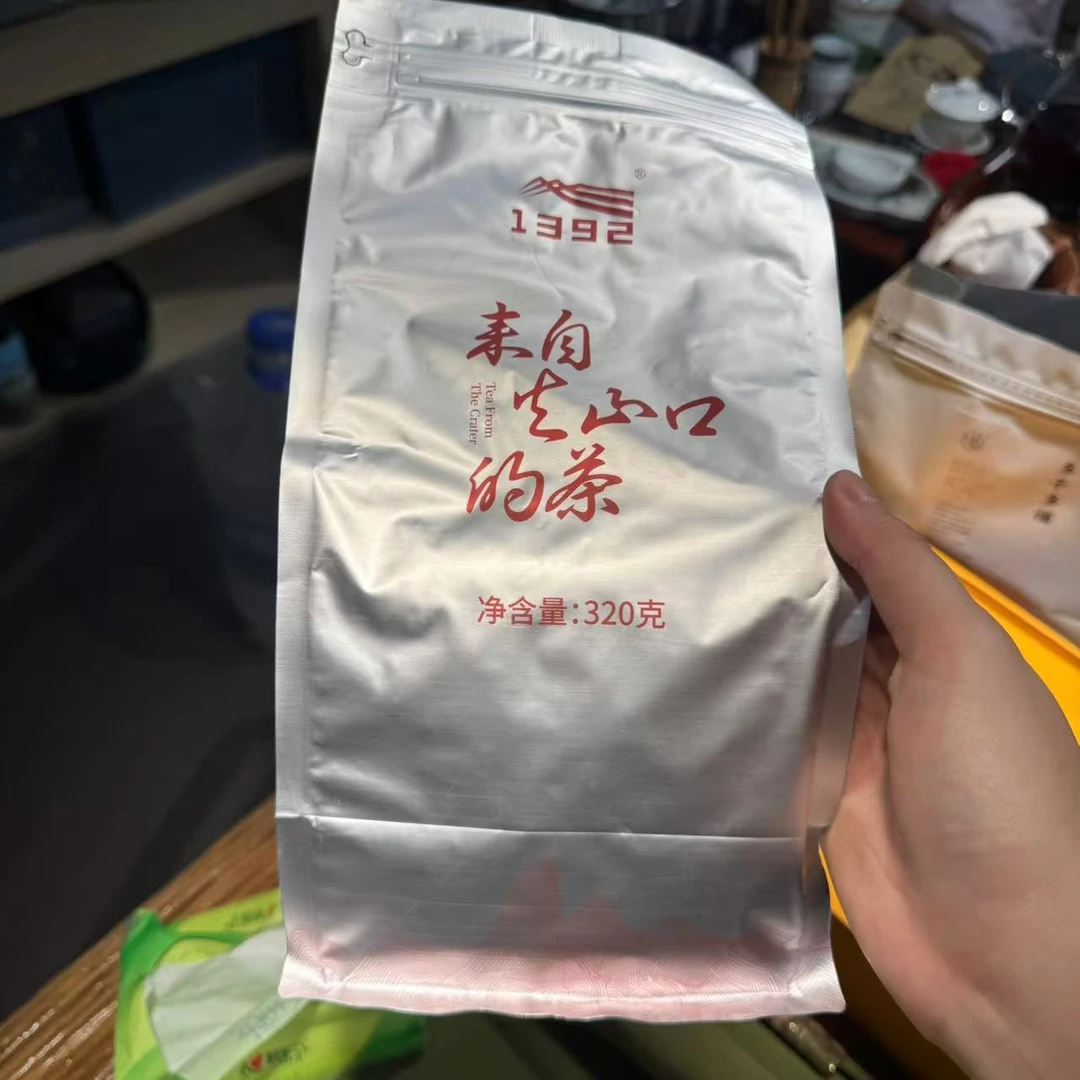 1392
®
来自
火山口
的茶
Tea From
The Crater
净含量:320克